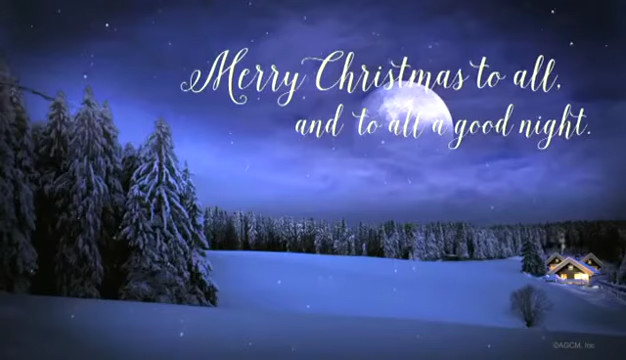 Merry Christmas to all,
and to all a good night.
©AGCM, Inc.